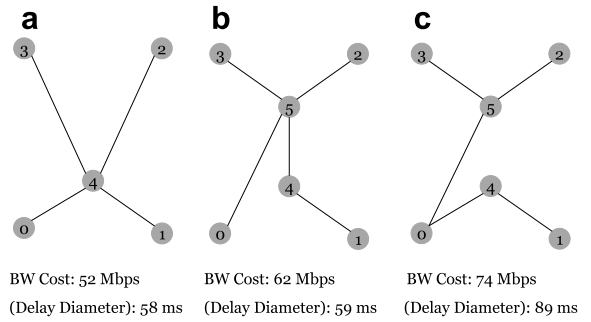 a b c
3 2 3 2 3 2
5 5
4 4 4
0 1 0 1 0 1
BW Cost: 52 Mbps BW Cost: 62 Mbps BW Cost: 74 Mbps
(Delay Diameter): 58 ms (Delay Diameter): 59 ms (Delay Diameter): 89 ms